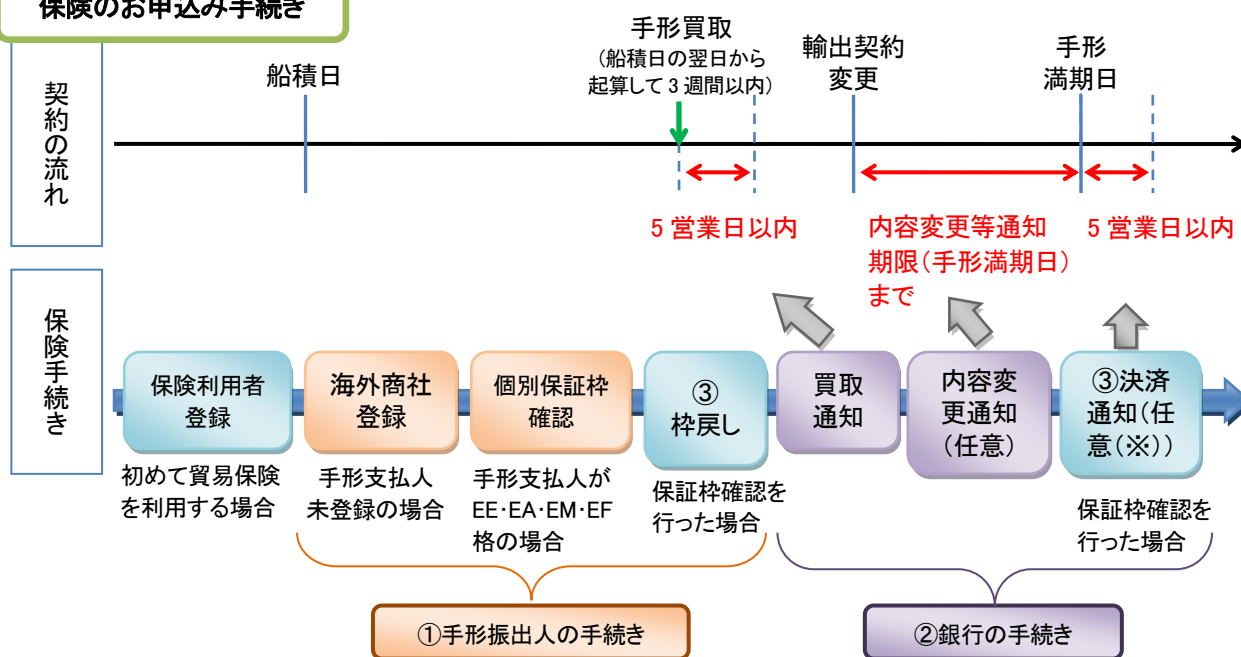 保険のお申込み手続き
契約の流れ
船積日
手形買取
（船積日の翌日から
起算して3週間以内）
輸出契約
変更
手形
満期日
5営業日以内
内容変更等通知
期限（手形満期日）
まで
5営業日以内
保険手続き
保険利用者
登録
海外商社
登録
個別保証枠
確認
③
枠戻し
買取
通知
内容変
更通知
（任意）
③決済
通知（任
意（※））
初めて貿易保険
を利用する場合
手形支払人
未登録の場合
手形支払人が
EE・EA・EM・EF
格の場合
保証枠確認を
行った場合
保証枠確認を
行った場合
①手形振出人の手続き
②銀行の手続き